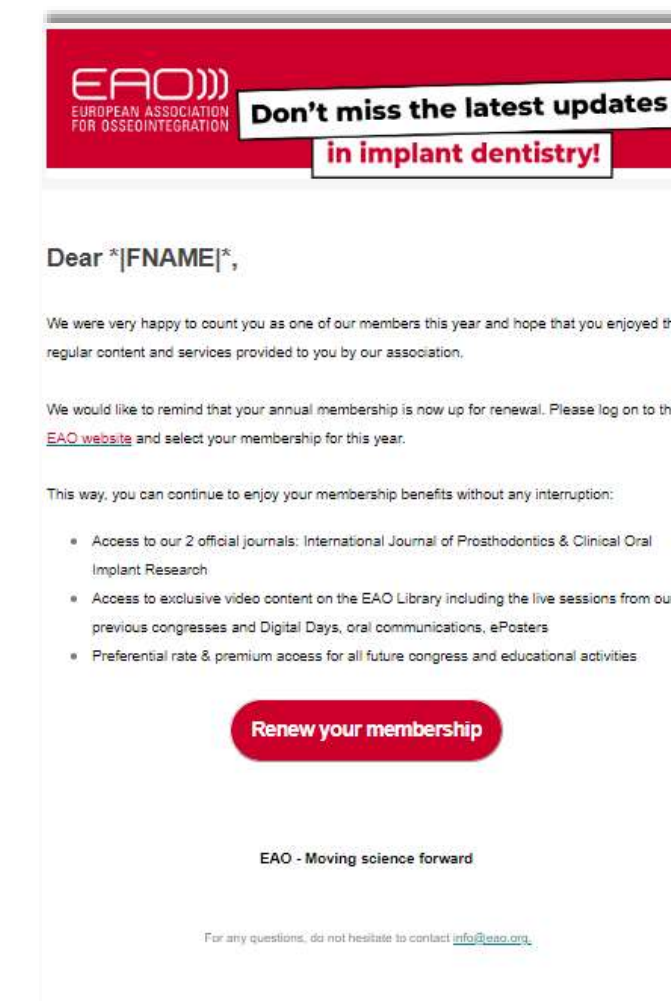 EAO
EUROPEAN ASSOCIATION
FOR OSSEOINTEGRATION
Don't miss the latest updates
in implant dentistry!
Dear *|FNAME|*,
We were very happy to count you as one of our members this year and hope that you enjoyed th
regular content and services provided to you by our association.
We would like to remind that your annual membership is now up for renewal. Please log on to th
EAO website and select your membership for this year.
This way, you can continue to enjoy your membership benefits without any interruption:
Access to our 2 official journals: International Journal of Prosthodontics & Clinical Oral
Implant Research
Access to exclusive video content on the EAO Library including the live sessions from ou
previous congresses and Digital Days, oral communications, ePosters
Preferential rate & premium access for all future congress and educational activities
Renew your membership
EAO - Moving science forward
For any questions, do not hesitate to contact info@eao.org.